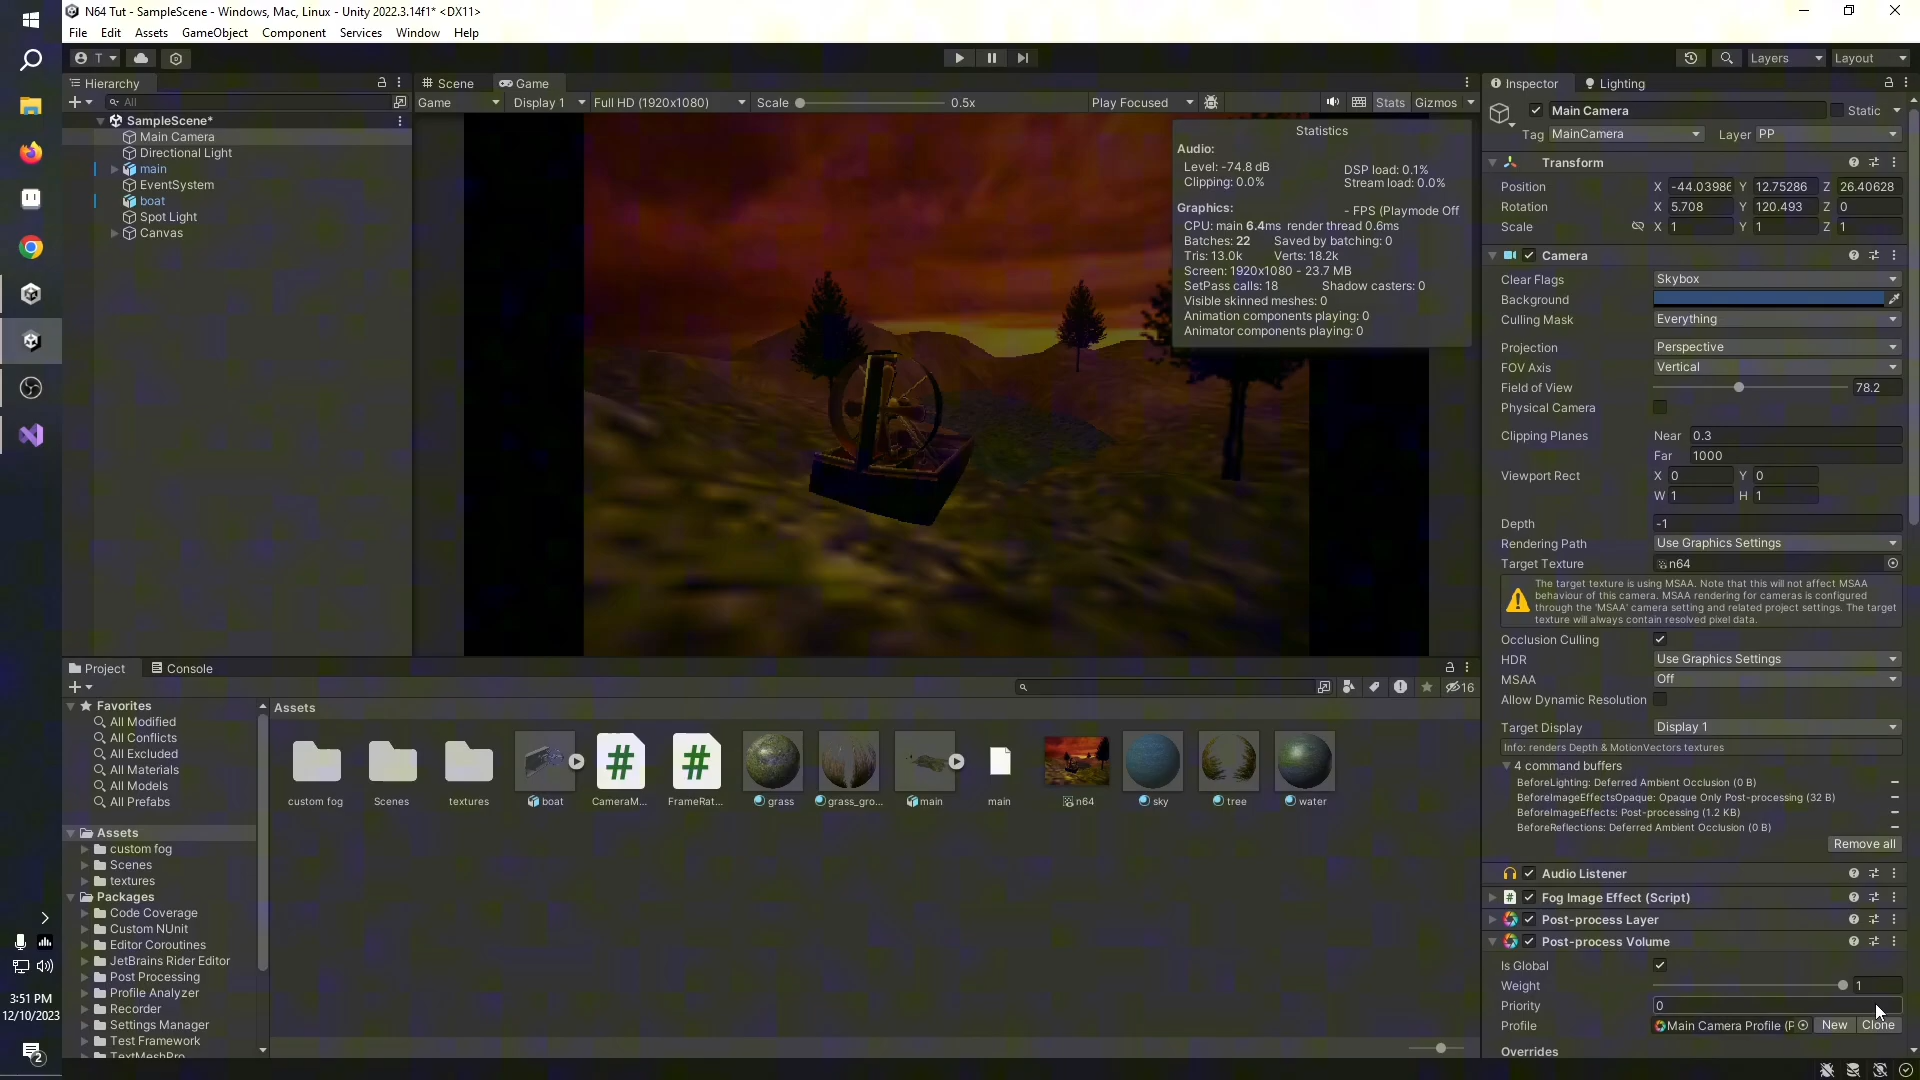 N64 Tut - SampleScene - Windows, Mac, Linux - Unity 2022.3.14f1* <DX11>
File Edit Assets GameObject Component Services Window Help
T Layers Layout
Hierarchy
All
SampleScene*
Main Camera
Directional Light
main
EventSystem
boat
Spot Light
Canvas
Scene Game
Game Display 1 Full HD (1920x1080) Scale 0.5x Play Focused Stats Gizmos
Statistics
Audio:
Level: -74.8 dB DSP load: 0.1%
Clipping: 0.0% Stream load: 0.0%
Graphics: - FPS (Playmode Off
CPU: main 6.4ms render thread 0.6ms
Batches: 22 Saved by batching: 0
Tris: 13.0k Verts: 18.2k
Screen: 1920x1080 - 23.7 MB
SetPass calls: 18 Shadow casters: 0
Visible skinned meshes: 0
Animation components playing: 0
Animator components playing: 0
Inspector Lighting
Main Camera Static
Tag MainCamera Layer PP
Transform
Position X -44.03986 Y 12.75286 Z 26.40628
Rotation X 5.708 Y 120.493 Z 0
Scale X 1 Y 1 Z 1
Camera
Clear Flags Skybox
Background
Culling Mask Everything
Projection Perspective
FOV Axis Vertical
Field of View 78.2
Physical Camera
Clipping Planes Near 0.3
Far 1000
Viewport Rect X 0 Y 0
W 1 H 1
Depth -1
Rendering Path Use Graphics Settings
Target Texture n64
The target texture is using MSAA. Note that this will not affect MSAA
behaviour of this camera. MSAA rendering for cameras is configured
through the 'MSAA' camera setting and related project settings. The target
texture will always contain resolved pixel data.
Occlusion Culling
HDR Use Graphics Settings
MSAA Off
Allow Dynamic Resolution
Target Display Display 1
Info: renders Depth & MotionVectors textures
4 command buffers
BeforeLighting: Deferred Ambient Occlusion (0 B)
BeforeImageEffectsOpaque: Opaque Only Post-processing (32 B)
BeforeImageEffects: Post-processing (1.2 KB)
BeforeReflections: Deferred Ambient Occlusion (0 B)
Remove all
Audio Listener
Fog Image Effect (Script)
Post-process Layer
Post-process Volume
Is Global
Weight 1
Priority 0
Profile Main Camera Profile (P New Clone
Overrides
Project Console
16
Favorites
All Modified
All Conflicts
All Excluded
All Materials
All Models
All Prefabs
Assets
custom fog
Scenes
textures
Packages
Code Coverage
Custom NUnit
Editor Coroutines
JetBrains Rider Editor
Post Processing
Profile Analyzer
Recorder
Settings Manager
Test Framework
TextMeshPro
Assets
custom fog Scenes textures boat CameraM... FrameRat... grass grass_gro... main main n64 sky tree water
3:51 PM
12/10/2023
2